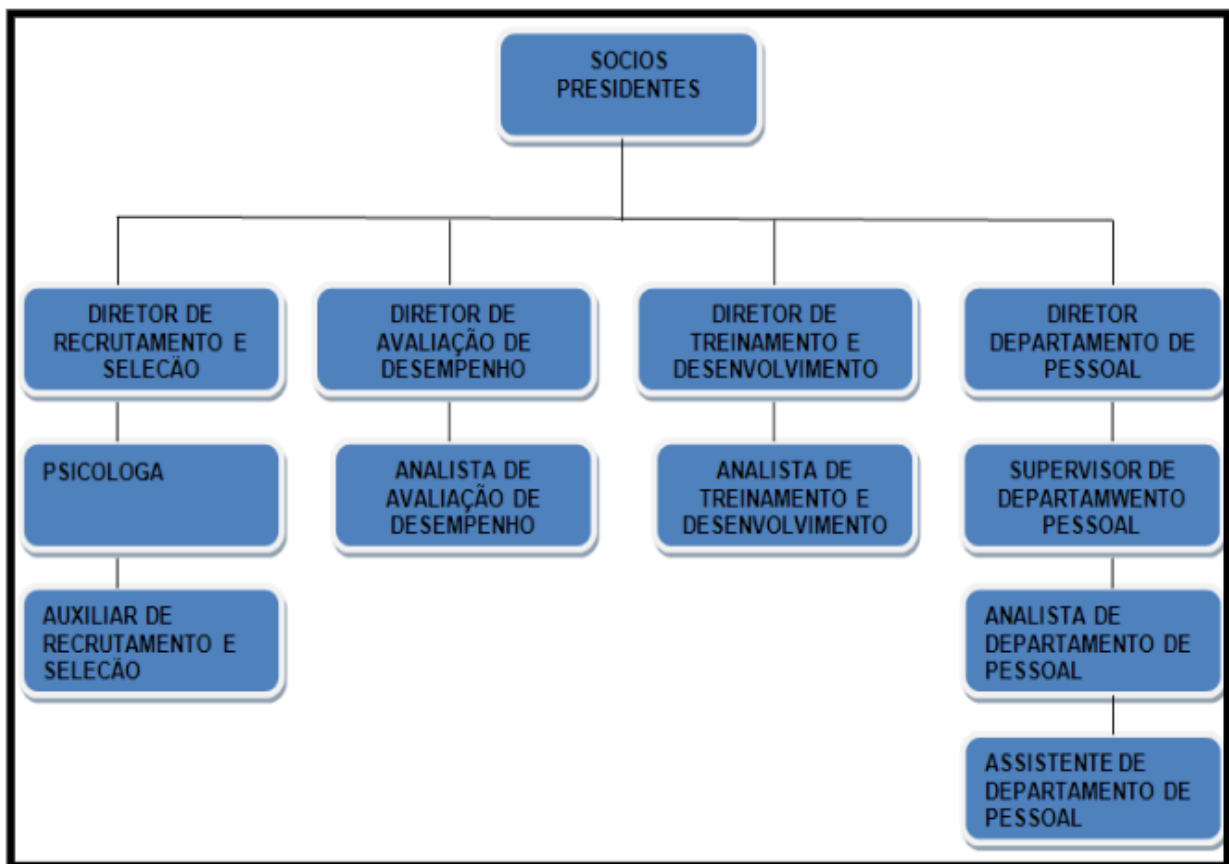 SOCIOS
PRESIDENTES
DIRETOR DE
RECRUTAMENTO E
SELECÃO
DIRETOR DE
AVALIAÇÃO DE
DESEMPENHO
DIRETOR DE
TREINAMENTO E
DESENVOLVIMENTO
DIRETOR
DEPARTAMENTO DE
PESSOAL
PSICOLOGA
ANALISTA DE
AVALIAÇÃO DE
DESEMPENHO
ANALISTA DE
TREINAMENTO E
DESENVOLVIMENTO
SUPERVISOR DE
DEPARTAMWENTO
PESSOAL
AUXILIAR DE
RECRUTAMENTO E
SELECÃO
ANALISTA DE
DEPARTAMENTO DE
PESSOAL
ASSISTENTE DE
DEPARTAMENTO DE
PESSOAL